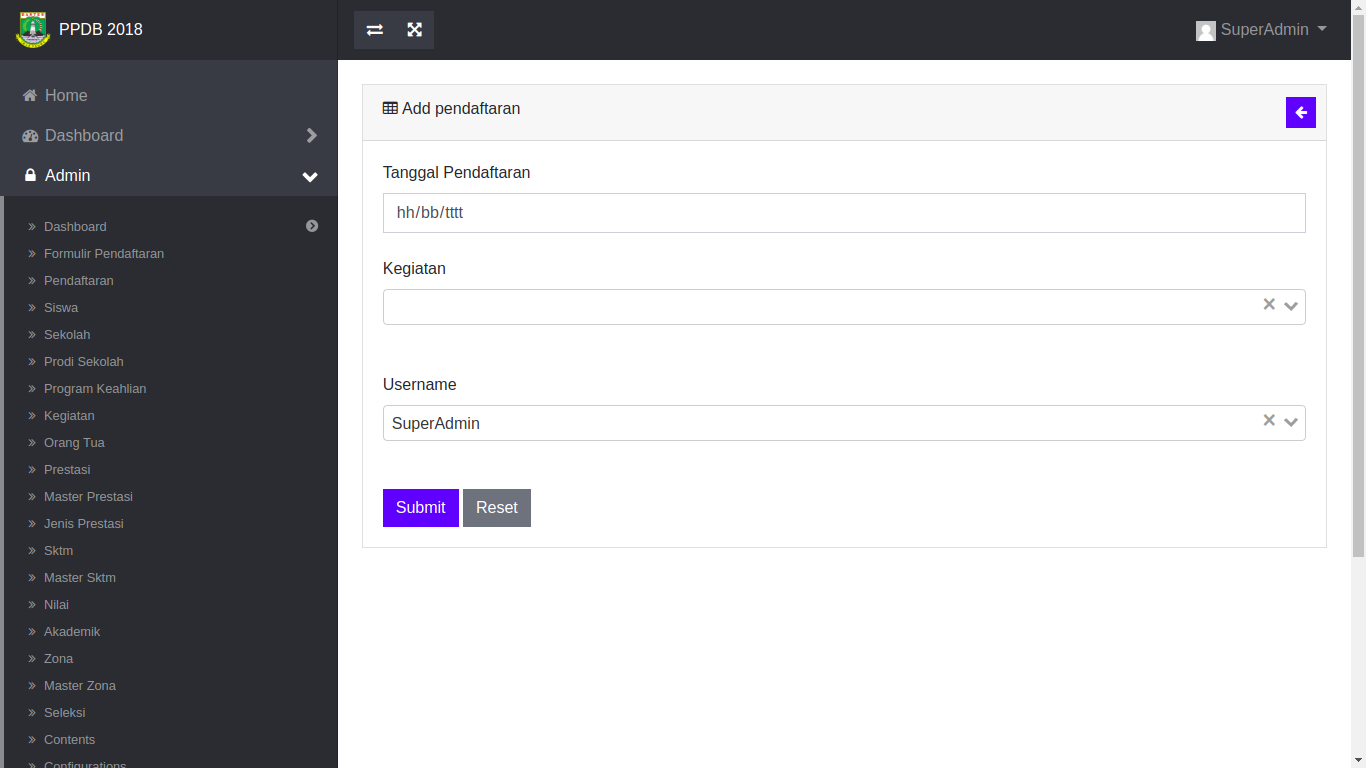 PPDB 2018
SuperAdmin
Home
Dashboard
Admin
Dashboard
Formulir Pendaftaran
Pendaftaran
Siswa
Sekolah
Prodi Sekolah
Program Keahlian
Kegiatan
Orang Tua
Prestasi
Master Prestasi
Jenis Prestasi
Sktm
Master Sktm
Nilai
Akademik
Zona
Master Zona
Seleksi
Contents
Configurations
Add pendaftaran
Tanggal Pendaftaran
hh/bb/tttt
Kegiatan
Username
SuperAdmin
Submit Reset